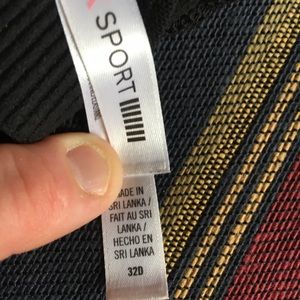 SPORT
MADE IN
SRI LANKA /
FAIT AU SRI
LANKA /
HECHO EN
SRI LANKA
32D